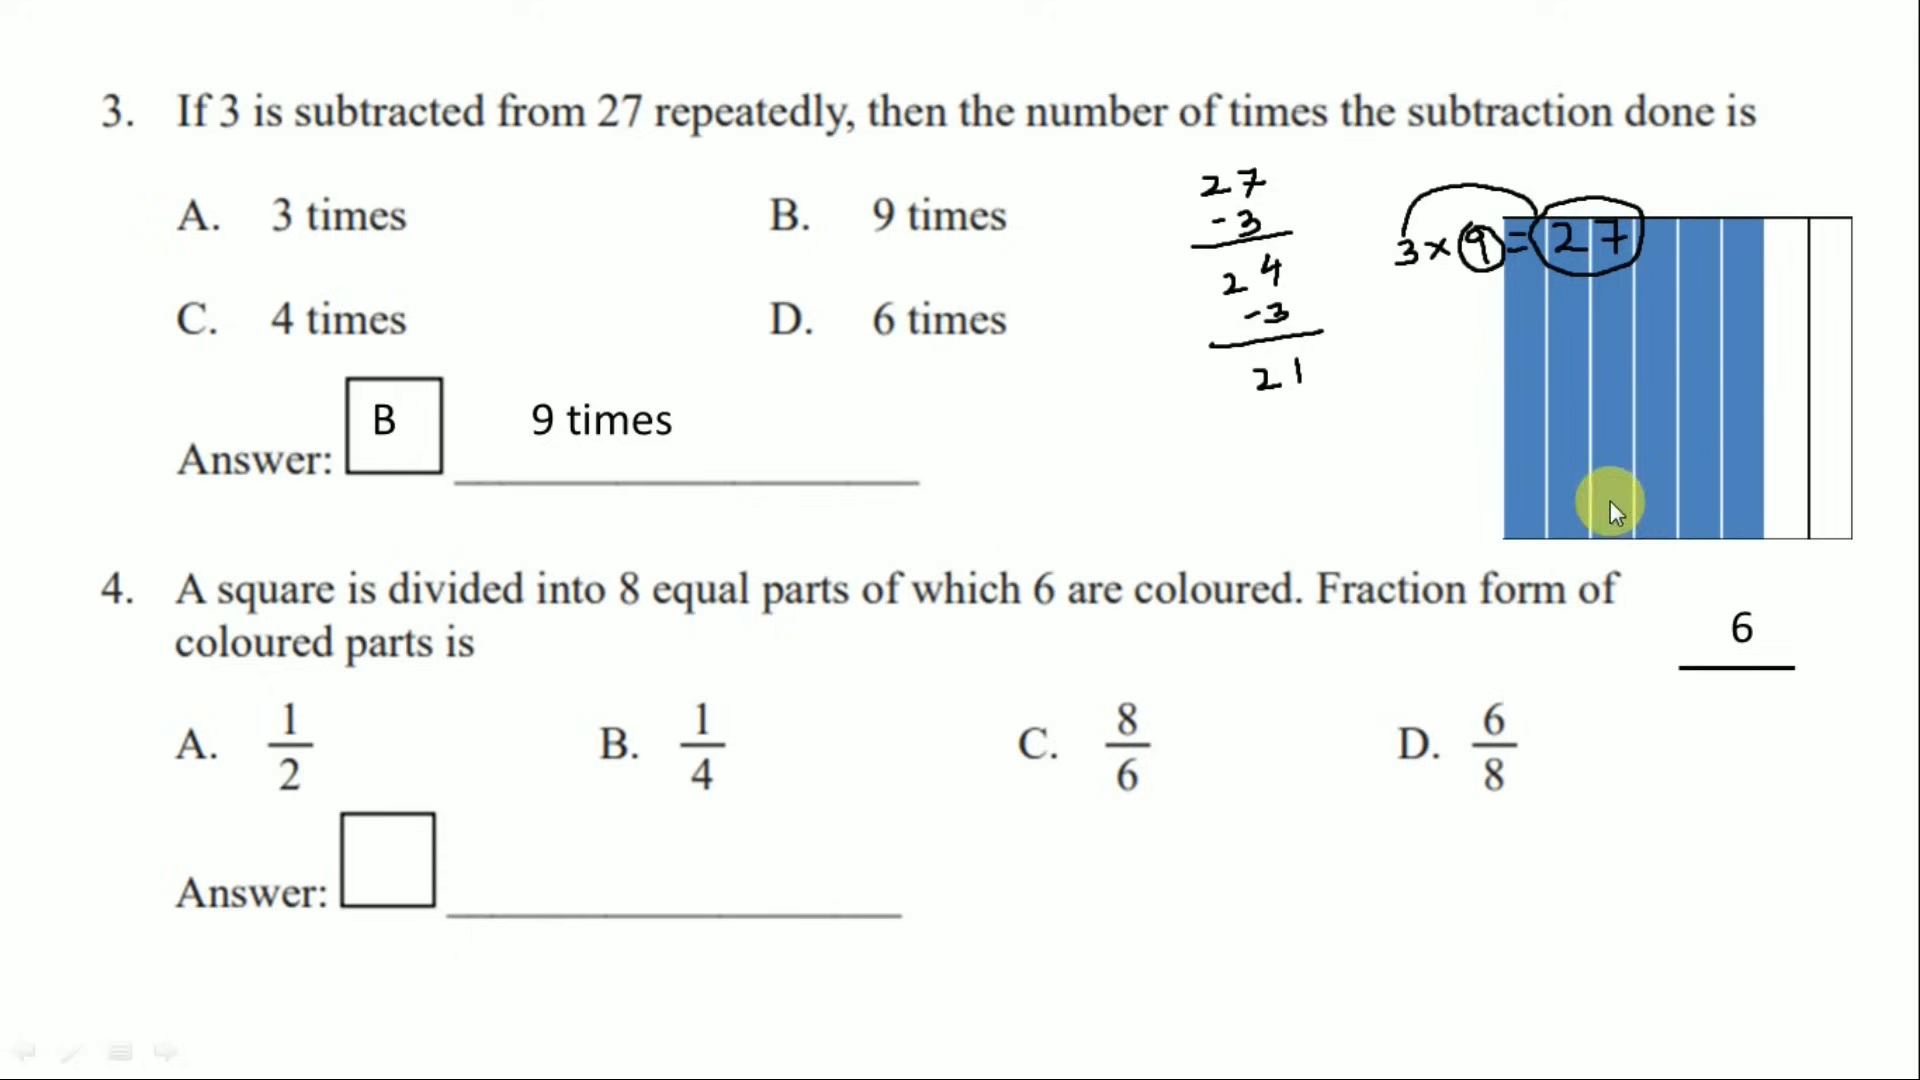 3. If 3 is subtracted from 27 repeatedly, then the number of times the subtraction done is
A. 3 times B. 9 times
C. 4 times D. 6 times
27
-3
24
-3
21
3 x 9 = 27
Answer: B 9 times
4. A square is divided into 8 equal parts of which 6 are coloured. Fraction form of
coloured parts is
6
A. 1/2 B. 1/4 C. 8/6 D. 6/8
Answer: